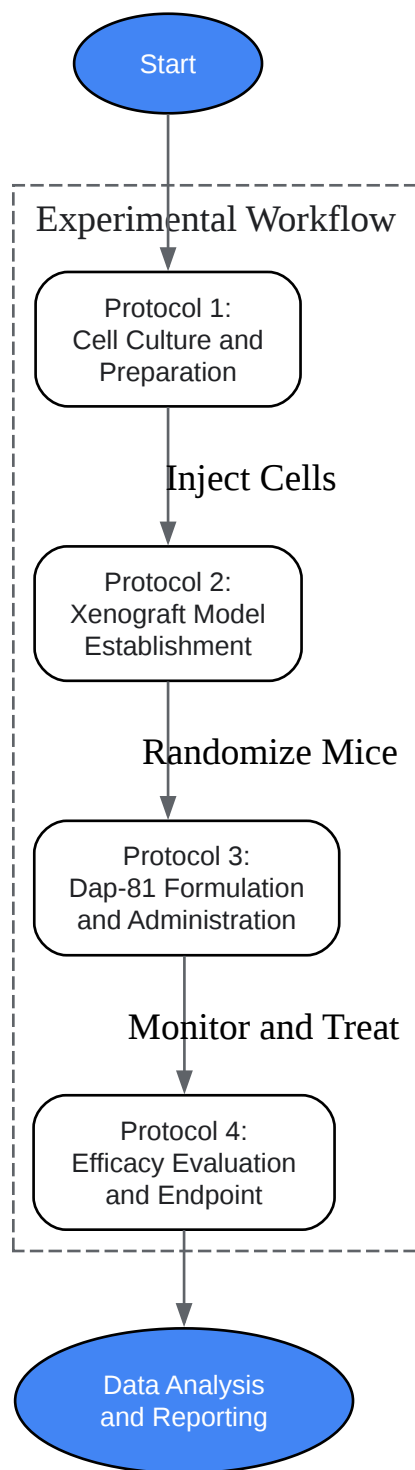 Start
Experimental Workflow
Protocol 1:
Cell Culture and
Preparation
Inject Cells
Protocol 2:
Xenograft Model
Establishment
Randomize Mice
Protocol 3:
Dap-81 Formulation
and Administration
Monitor and Treat
Protocol 4:
Efficacy Evaluation
and Endpoint
Data Analysis
and Reporting